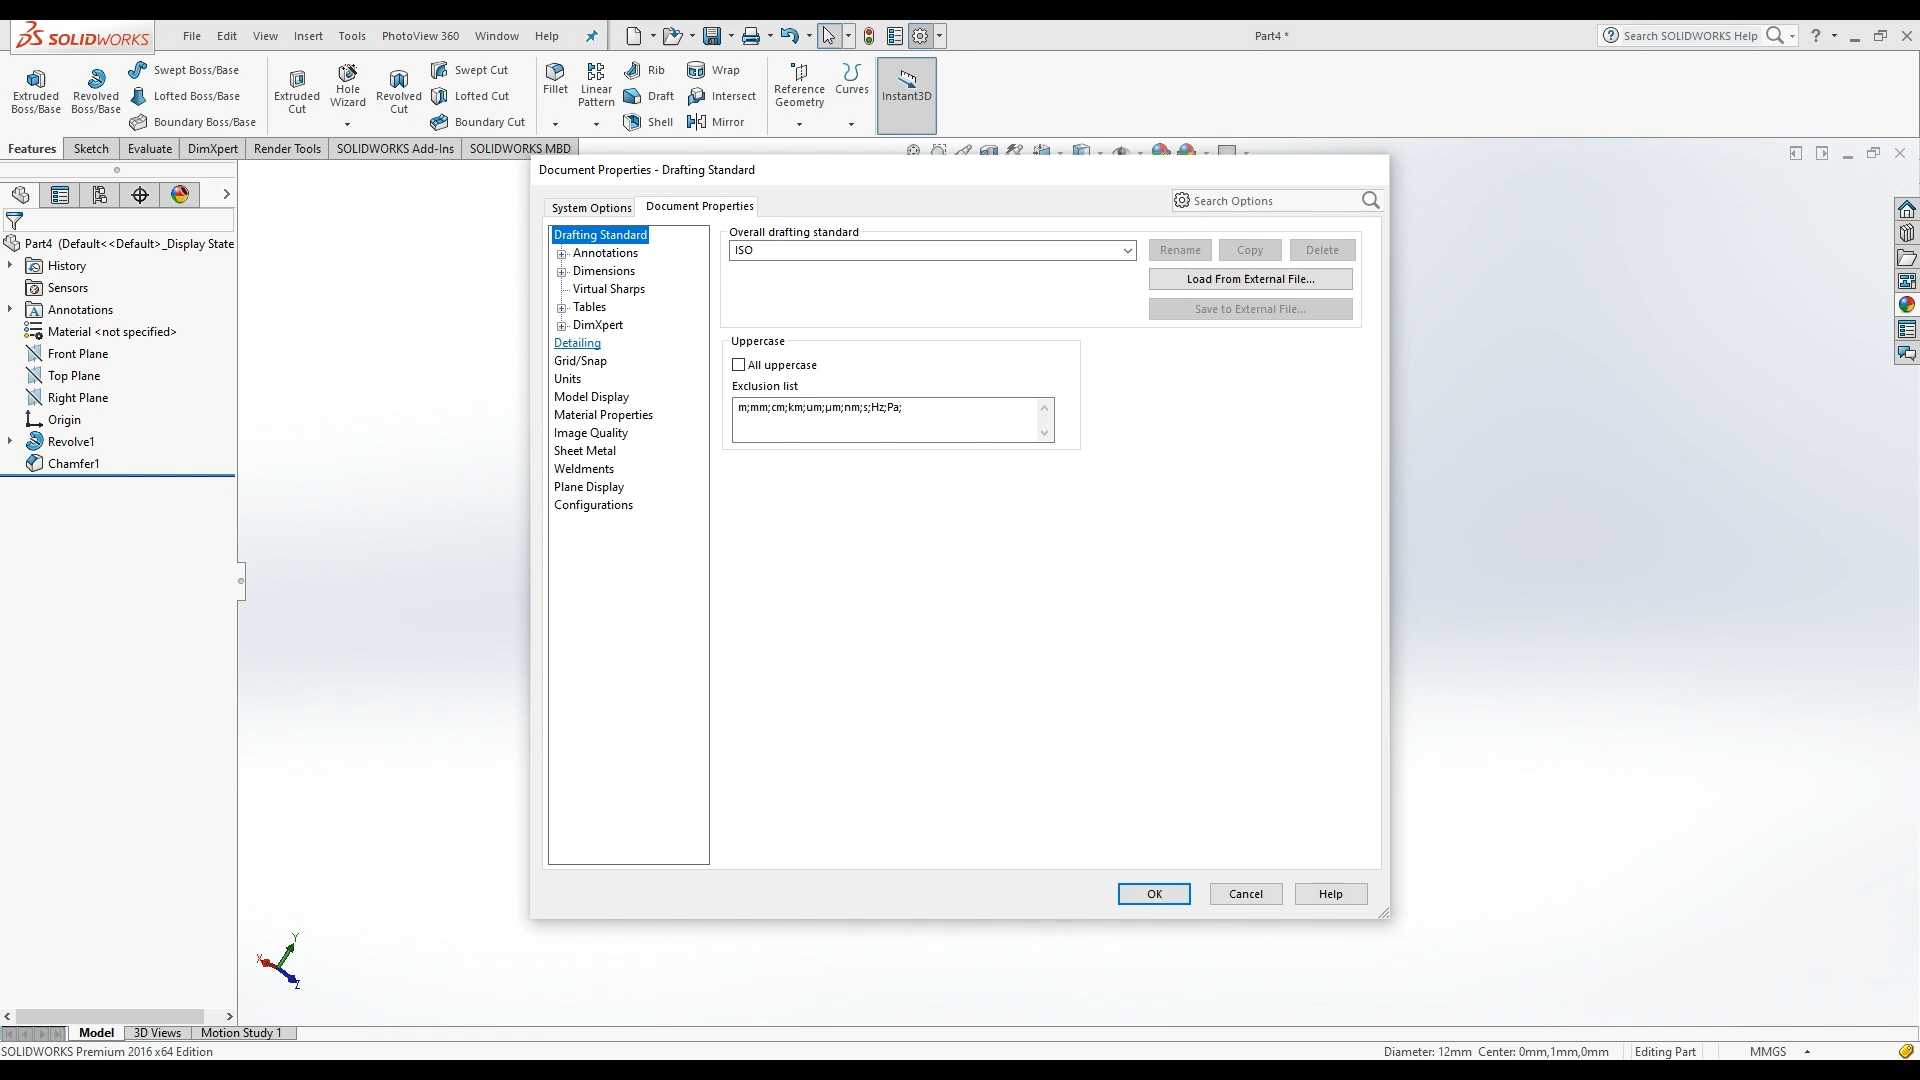 SOLIDWORKS File Edit View Insert Tools PhotoView 360 Window Help Part4 * Search SOLIDWORKS Help ?
Extruded Boss/Base
Revolved Boss/Base
Swept Boss/Base
Lofted Boss/Base
Boundary Boss/Base
Extruded Cut
Hole Wizard
Revolved Cut
Swept Cut
Lofted Cut
Boundary Cut
Fillet
Linear Pattern
Rib
Draft
Shell
Wrap
Intersect
Mirror
Reference Geometry
Curves
Instant3D
Features Sketch Evaluate DimXpert Render Tools SOLIDWORKS Add-Ins SOLIDWORKS MBD
Part4 (Default<<Default>_Display State
History
Sensors
Annotations
Material <not specified>
Front Plane
Top Plane
Right Plane
Origin
Revolve1
Chamfer1
Document Properties - Drafting Standard
System Options Document Properties
Search Options
Drafting Standard
Annotations
Dimensions
Virtual Sharps
Tables
DimXpert
Detailing
Grid/Snap
Units
Model Display
Material Properties
Image Quality
Sheet Metal
Weldments
Plane Display
Configurations
Overall drafting standard
ISO
Rename Copy Delete
Load From External File...
Save to External File...
Uppercase
All uppercase
Exclusion list
m;mm;cm;km;um;µm;nm;s;Hz;Pa;
OK Cancel Help
Y
X
Z
Model 3D Views Motion Study 1
SOLIDWORKS Premium 2016 x64 Edition Diameter: 12mm Center: 0mm,1mm,0mm Editing Part MMGS